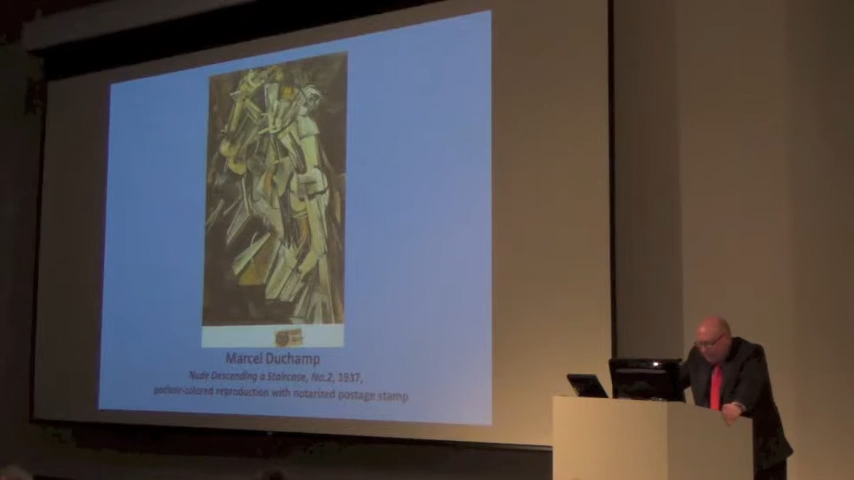 Marcel Duchamp
Nude Descending a Staircase, No.2, 1937,
pochoir-colored reproduction with notarized postage stamp